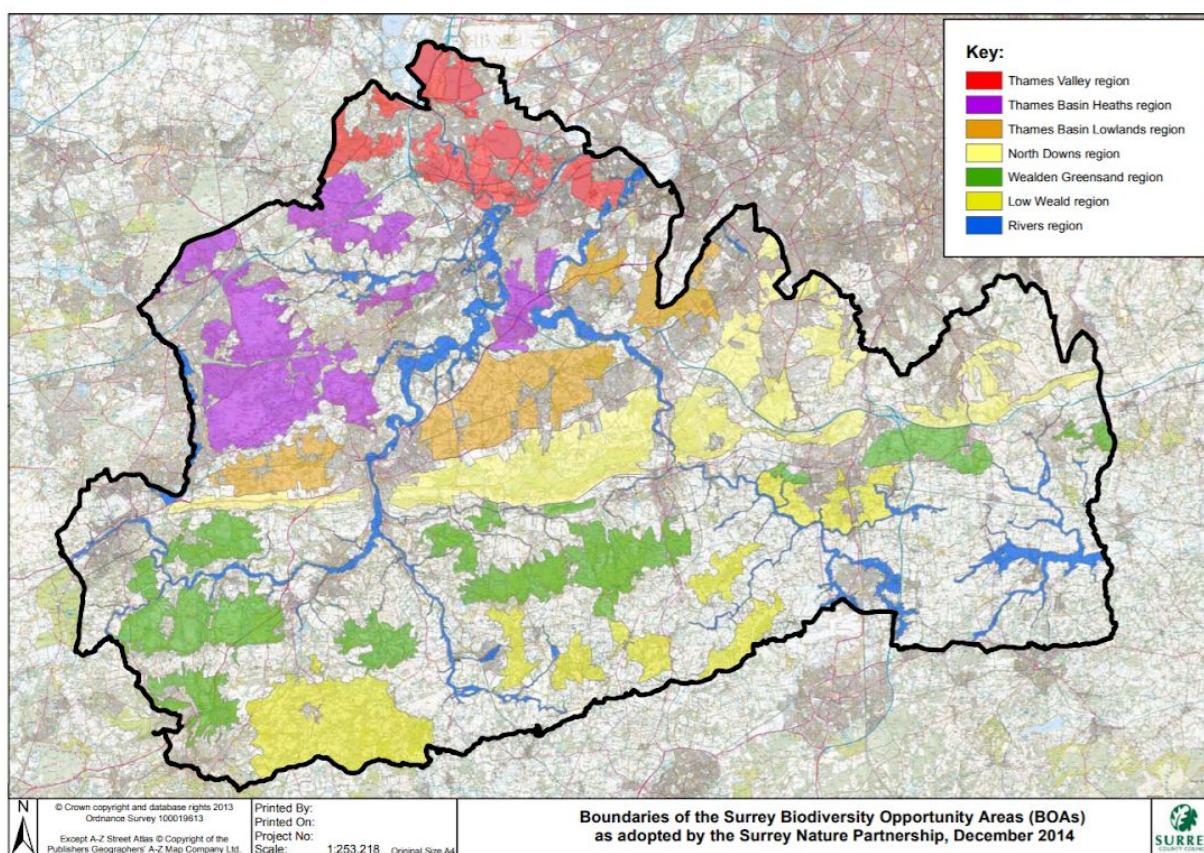 Key:
Thames Valley region
Thames Basin Heaths region
Thames Basin Lowlands region
North Downs region
Wealden Greensand region
Low Weald region
Rivers region
N
© Crown copyright and database rights 2013
Ordnance Survey 100019613
Except A-Z Street Atlas © Copyright of the
Publishers Geographers' A-Z Map Company Ltd.
Printed By:
Printed On:
Project No:
Scale: 1:253,218 Original Size A4
Boundaries of the Surrey Biodiversity Opportunity Areas (BOAs)
as adopted by the Surrey Nature Partnership, December 2014
SURRE
COUNTY COUNC